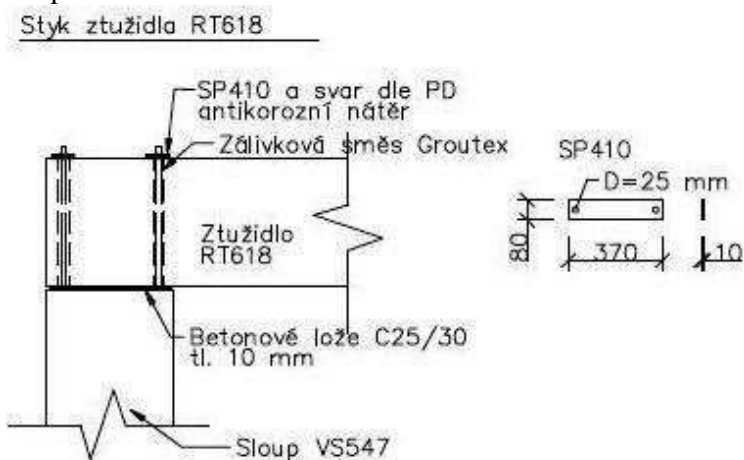 Styk ztužidla RT618
SP410 a svar dle PD
antikorozní nátěr
Zálivková směs Groutex
SP410
D=25 mm
Ztužidlo
RT618
80
370
10
Betonové lože C25/30
tl. 10 mm
Sloup VS547